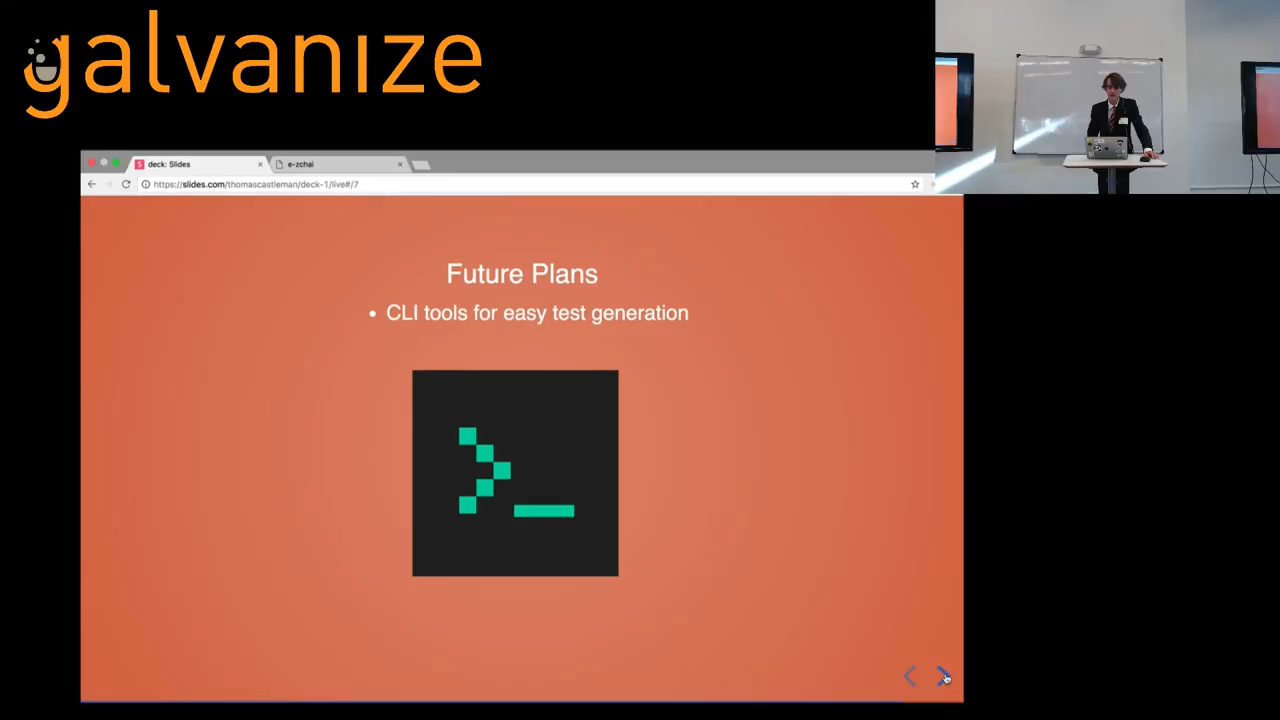 galvanize
deck: Slides
e-zchai
https://slides.com/thomascastleman/deck-1/live#/7
Future Plans
• CLI tools for easy test generation
>_